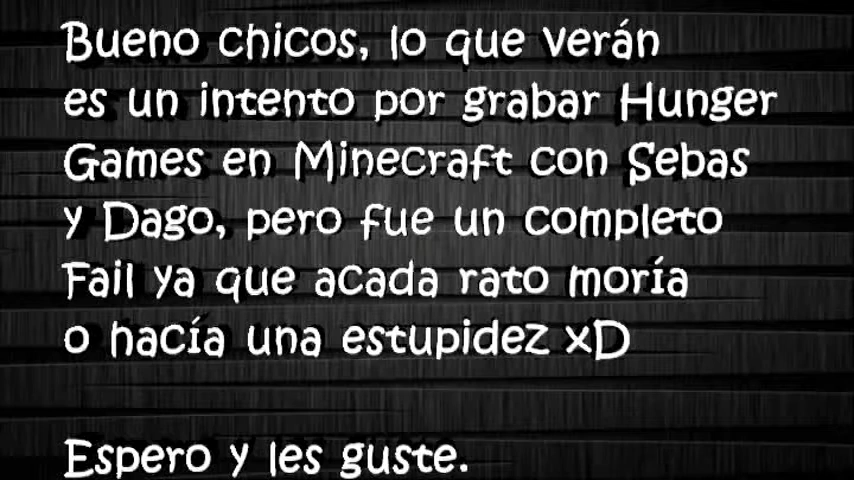 Bueno chicos, lo que verán
es un intento por grabar Hunger
Games en Minecraft con Sebas
y Dago, pero fue un completo
Fail ya que acada rato moría
o hacía una estupidez xD
Espero y les guste.